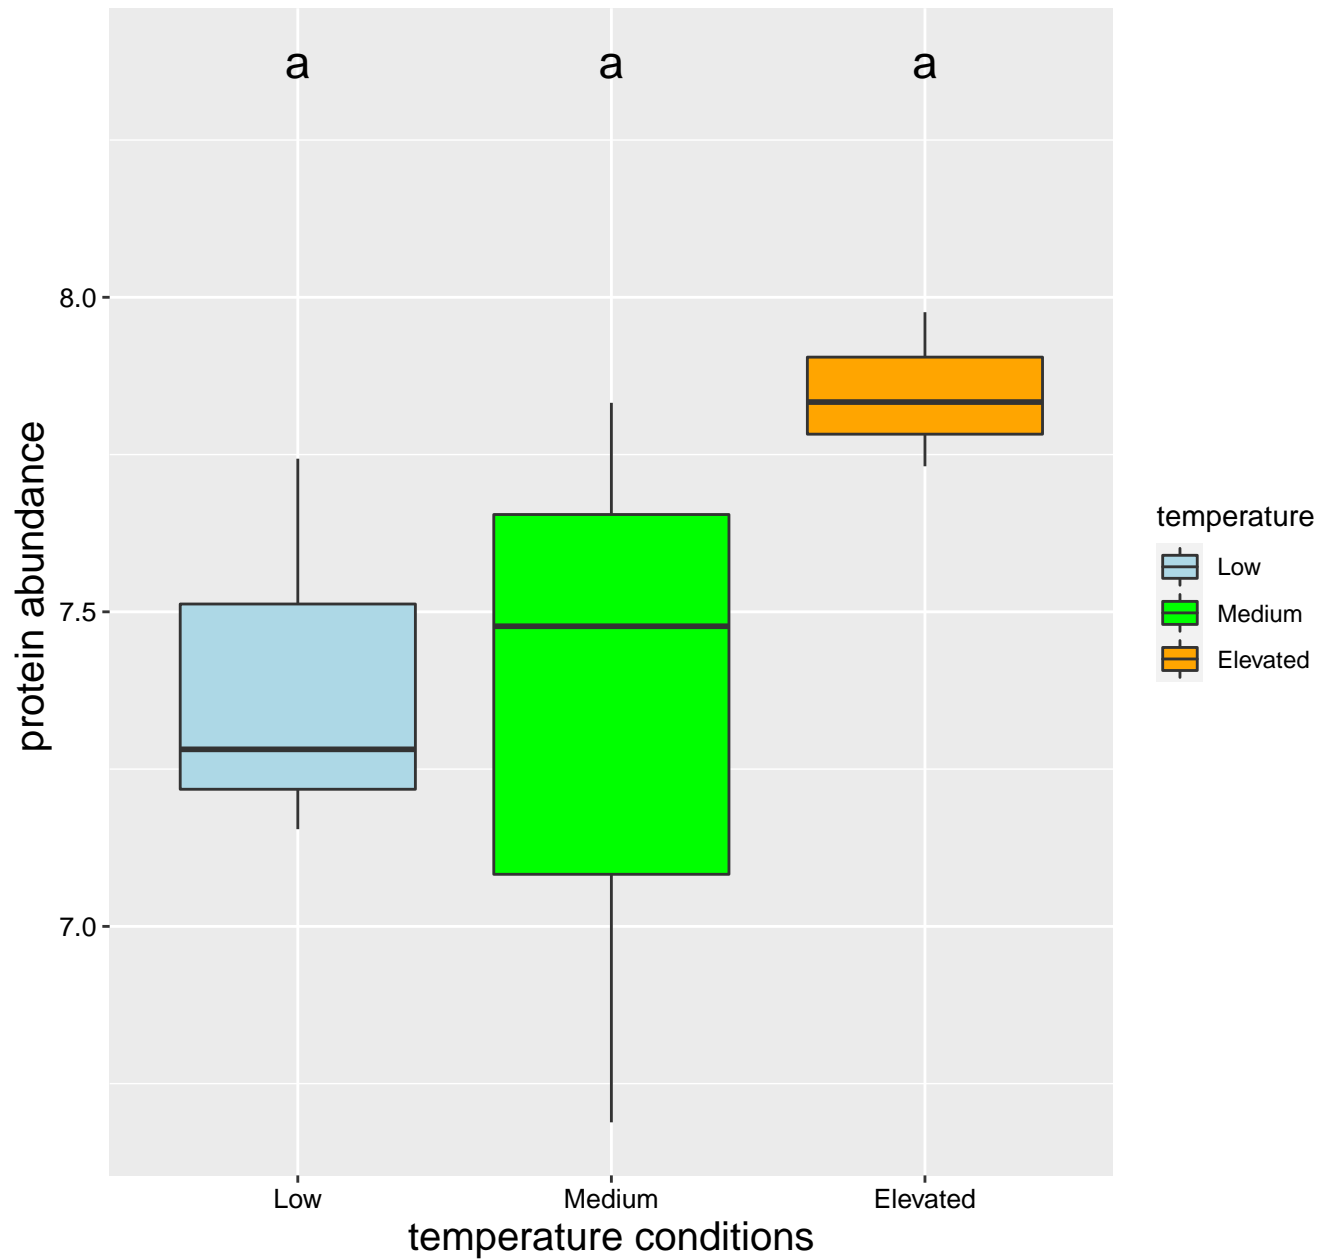 a a a
8.0
7.5
7.0
protein abundance
Low Medium Elevated
temperature conditions
temperature
Low
Medium
Elevated